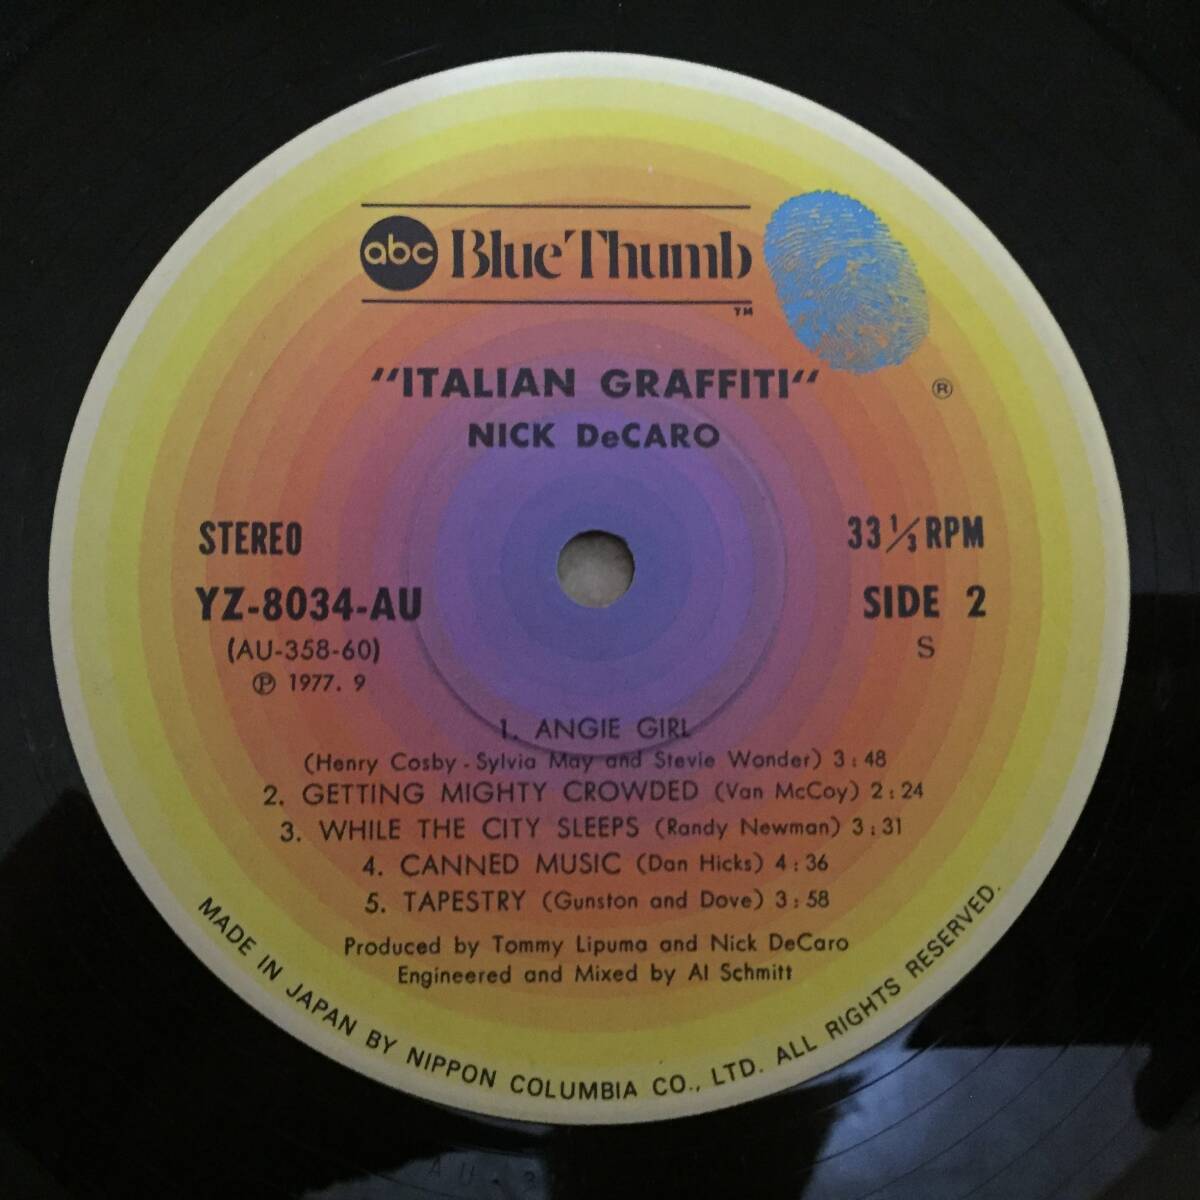 abc Blue Thumb
TM
"ITALIAN GRAFFITI"
®
NICK DeCARO
STEREO
33 1/3 RPM
YZ-8034-AU
SIDE 2
(AU-358-60)
S
℗ 1977. 9
1. ANGIE GIRL
(Henry Cosby - Sylvia May and Stevie Wonder) 3:48
2. GETTING MIGHTY CROWDED (Van McCoy) 2:24
3. WHILE THE CITY SLEEPS (Randy Newman) 3:31
4. CANNED MUSIC (Dan Hicks) 4:36
5. TAPESTRY (Gunston and Dove) 3:58
Produced by Tommy Lipuma and Nick DeCaro
Engineered and Mixed by Al Schmitt
MADE IN JAPAN BY NIPPON COLUMBIA CO., LTD. ALL RIGHTS RESERVED.